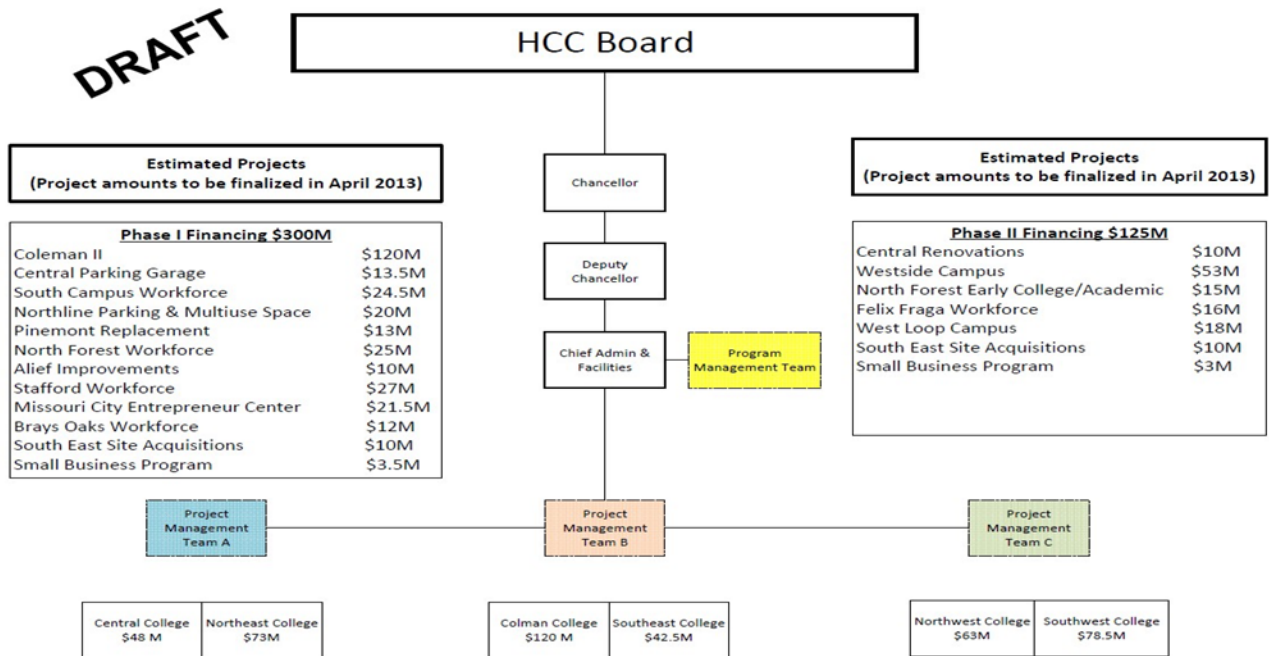 DRAFT
HCC Board
Estimated Projects
(Project amounts to be finalized in April 2013)
Phase I Financing $300M
Coleman II $120M
Central Parking Garage $13.5M
South Campus Workforce $24.5M
Northline Parking & Multiuse Space $20M
Pinemont Replacement $13M
North Forest Workforce $25M
Alief Improvements $10M
Stafford Workforce $27M
Missouri City Entrepreneur Center $21.5M
Brays Oaks Workforce $12M
South East Site Acquisitions $10M
Small Business Program $3.5M
Chancellor
Deputy
Chancellor
Chief Admin &
Facilities
Program
Management Team
Estimated Projects
(Project amounts to be finalized in April 2013)
Phase II Financing $125M
Central Renovations $10M
Westside Campus $53M
North Forest Early College/Academic $15M
Felix Fraga Workforce $16M
West Loop Campus $18M
South East Site Acquisitions $10M
Small Business Program $3M
Project
Management
Team A
Project
Management
Team B
Project
Management
Team C
Central College
$48 M
Northeast College
$73M
Colman College
$120 M
Southeast College
$42.5M
Northwest College
$63M
Southwest College
$78.5M